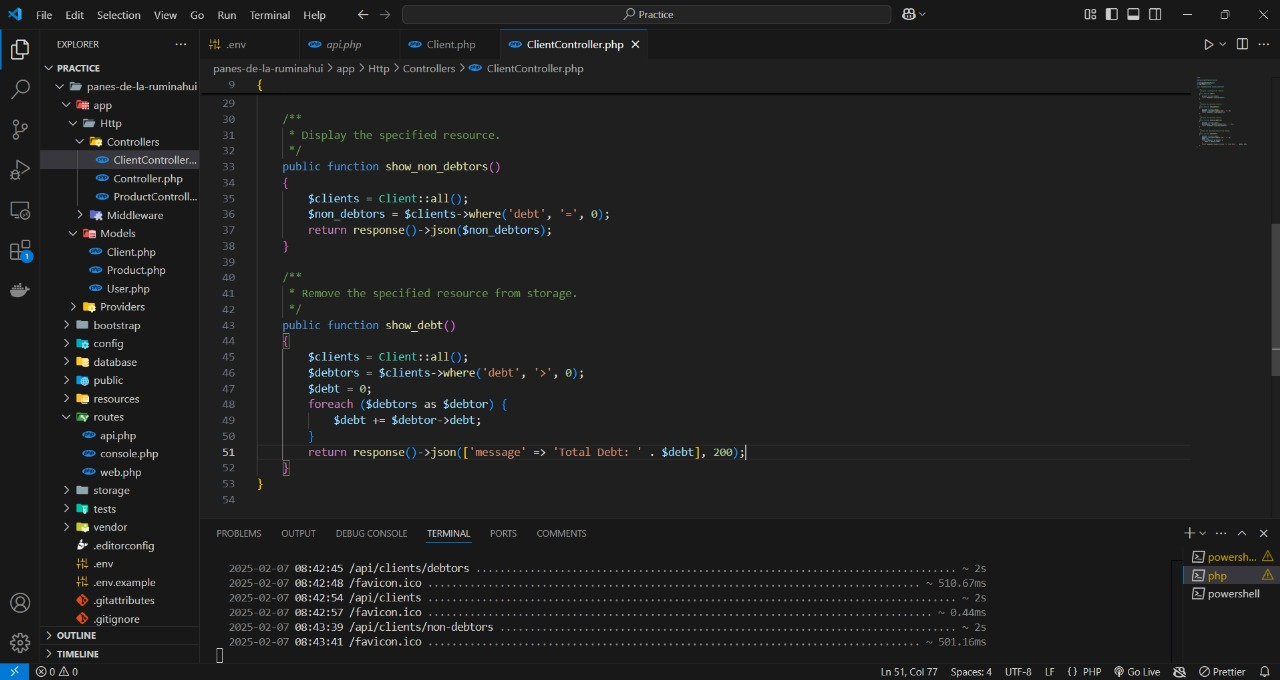 File Edit Selection View Go Run Terminal Help
Practice
EXPLORER
PRACTICE
panes-de-la-ruminahui
app
Http
Controllers
ClientController...
Controller.php
ProductControll...
Middleware
Models
Client.php
Product.php
User.php
Providers
bootstrap
config
database
public
resources
routes
api.php
console.php
web.php
storage
tests
vendor
.editorconfig
.env
.env.example
.gitattributes
.gitignore
OUTLINE
TIMELINE
.env api.php Client.php ClientController.php
panes-de-la-ruminahui > app > Http > Controllers > ClientController.php
9 {
29
30 /**
31 * Display the specified resource.
32 */
33 public function show_non_debtors()
34 {
35 $clients = Client::all();
36 $non_debtors = $clients->where('debt', '=', 0);
37 return response()->json($non_debtors);
38 }
39
40 /**
41 * Remove the specified resource from storage.
42 */
43 public function show_debt()
44 {
45 $clients = Client::all();
46 $debtors = $clients->where('debt', '>', 0);
47 $debt = 0;
48 foreach ($debtors as $debtor) {
49 $debt += $debtor->debt;
50 }
51 return response()->json(['message' => 'Total Debt: ' . $debt], 200);
52 }
53 }
54
PROBLEMS OUTPUT DEBUG CONSOLE TERMINAL PORTS COMMENTS
2025-02-07 08:42:45 /api/clients/debtors ~ 2s
2025-02-07 08:42:48 /favicon.ico ~ 510.67ms
2025-02-07 08:42:54 /api/clients ~ 2s
2025-02-07 08:42:57 /favicon.ico ~ 0.44ms
2025-02-07 08:43:39 /api/clients/non-debtors ~ 2s
2025-02-07 08:43:41 /favicon.ico ~ 501.16ms
powersh...
php
powershell
0 0 Ln 51, Col 77 Spaces: 4 UTF-8 LF {} PHP Go Live Prettier